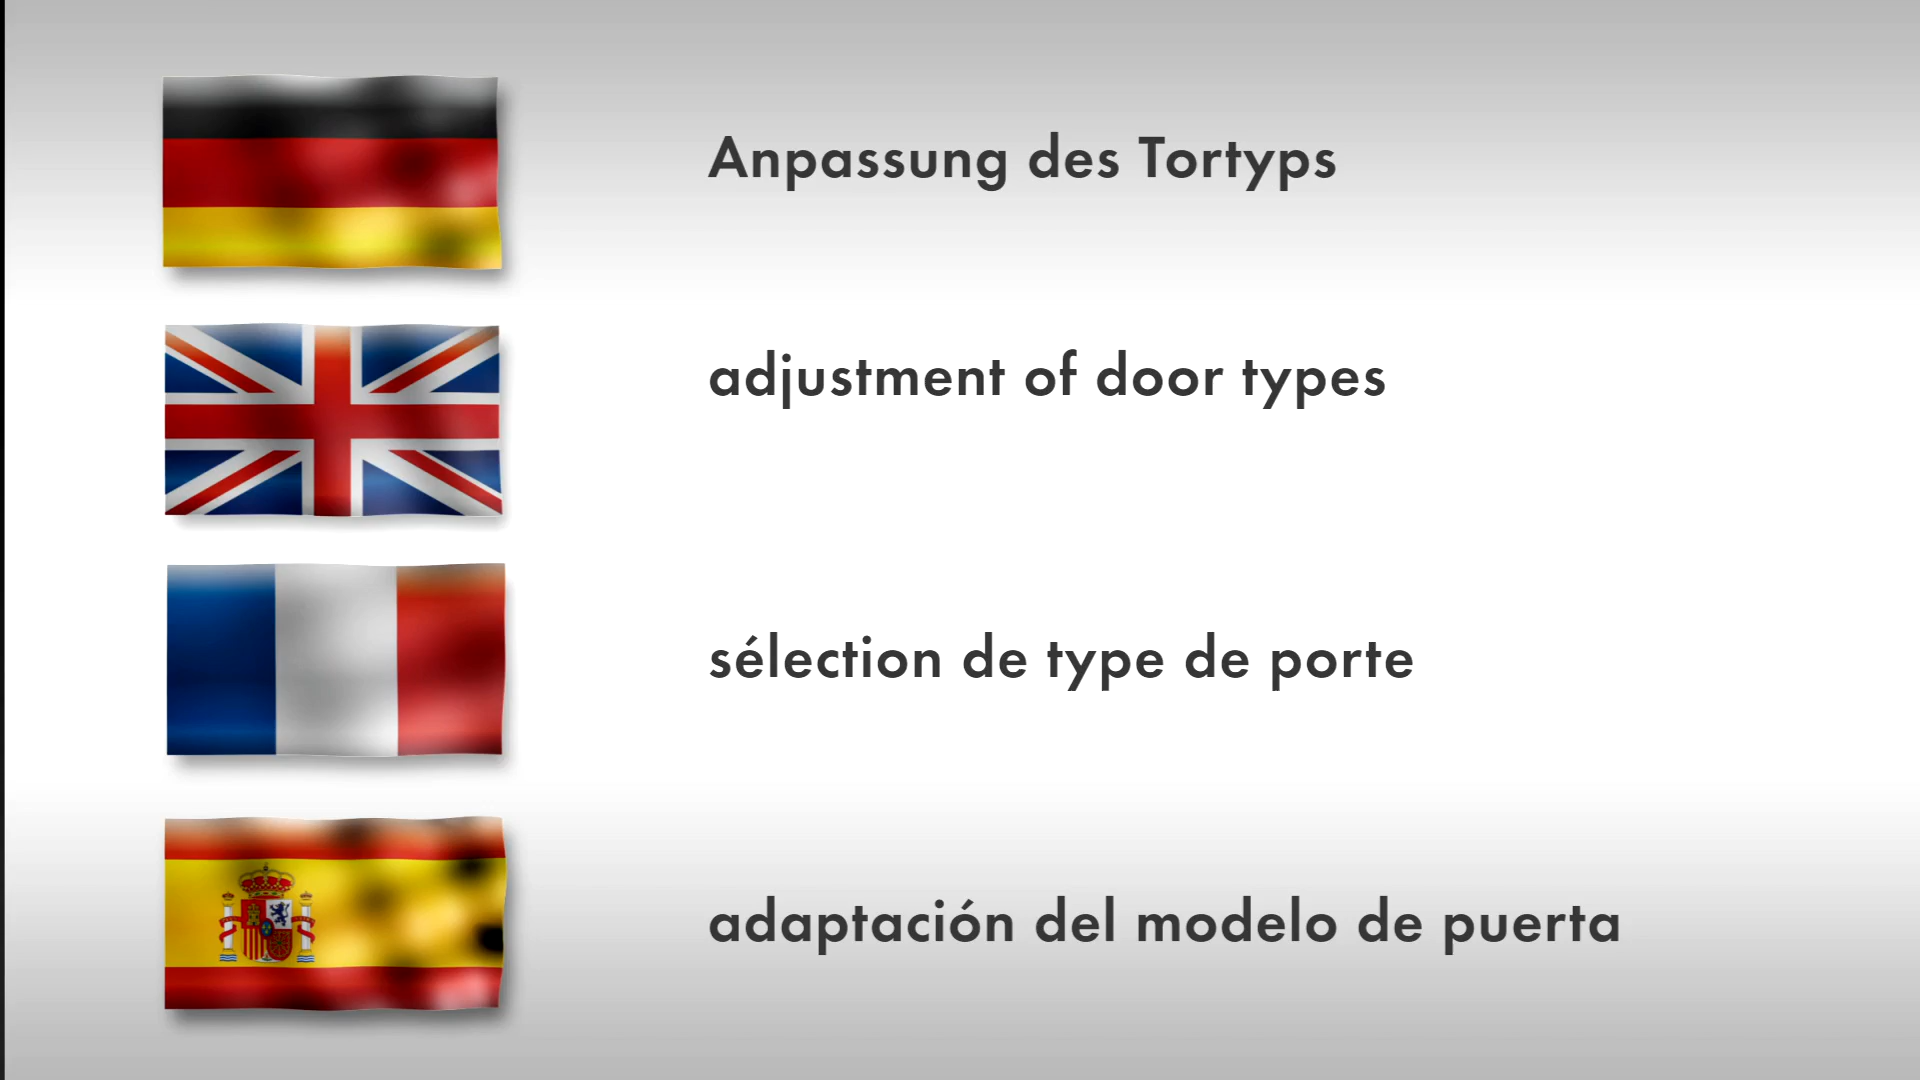 Anpassung des Tortyps
adjustment of door types
sélection de type de porte
adaptación del modelo de puerta